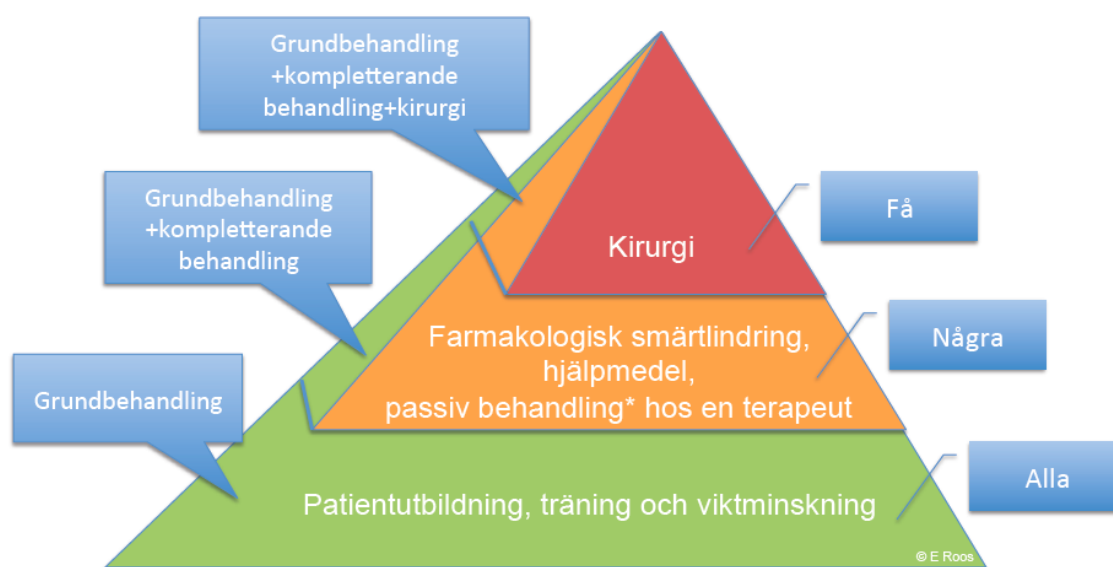 Grundbehandling
+kompletterande
behandling+kirurgi
Grundbehandling
+kompletterande
behandling
Grundbehandling
Kirurgi
Få
Farmakologisk smärtlindring,
hjälpmedel,
passiv behandling* hos en terapeut
Några
Patientutbildning, träning och viktminskning
Alla
© E Roos